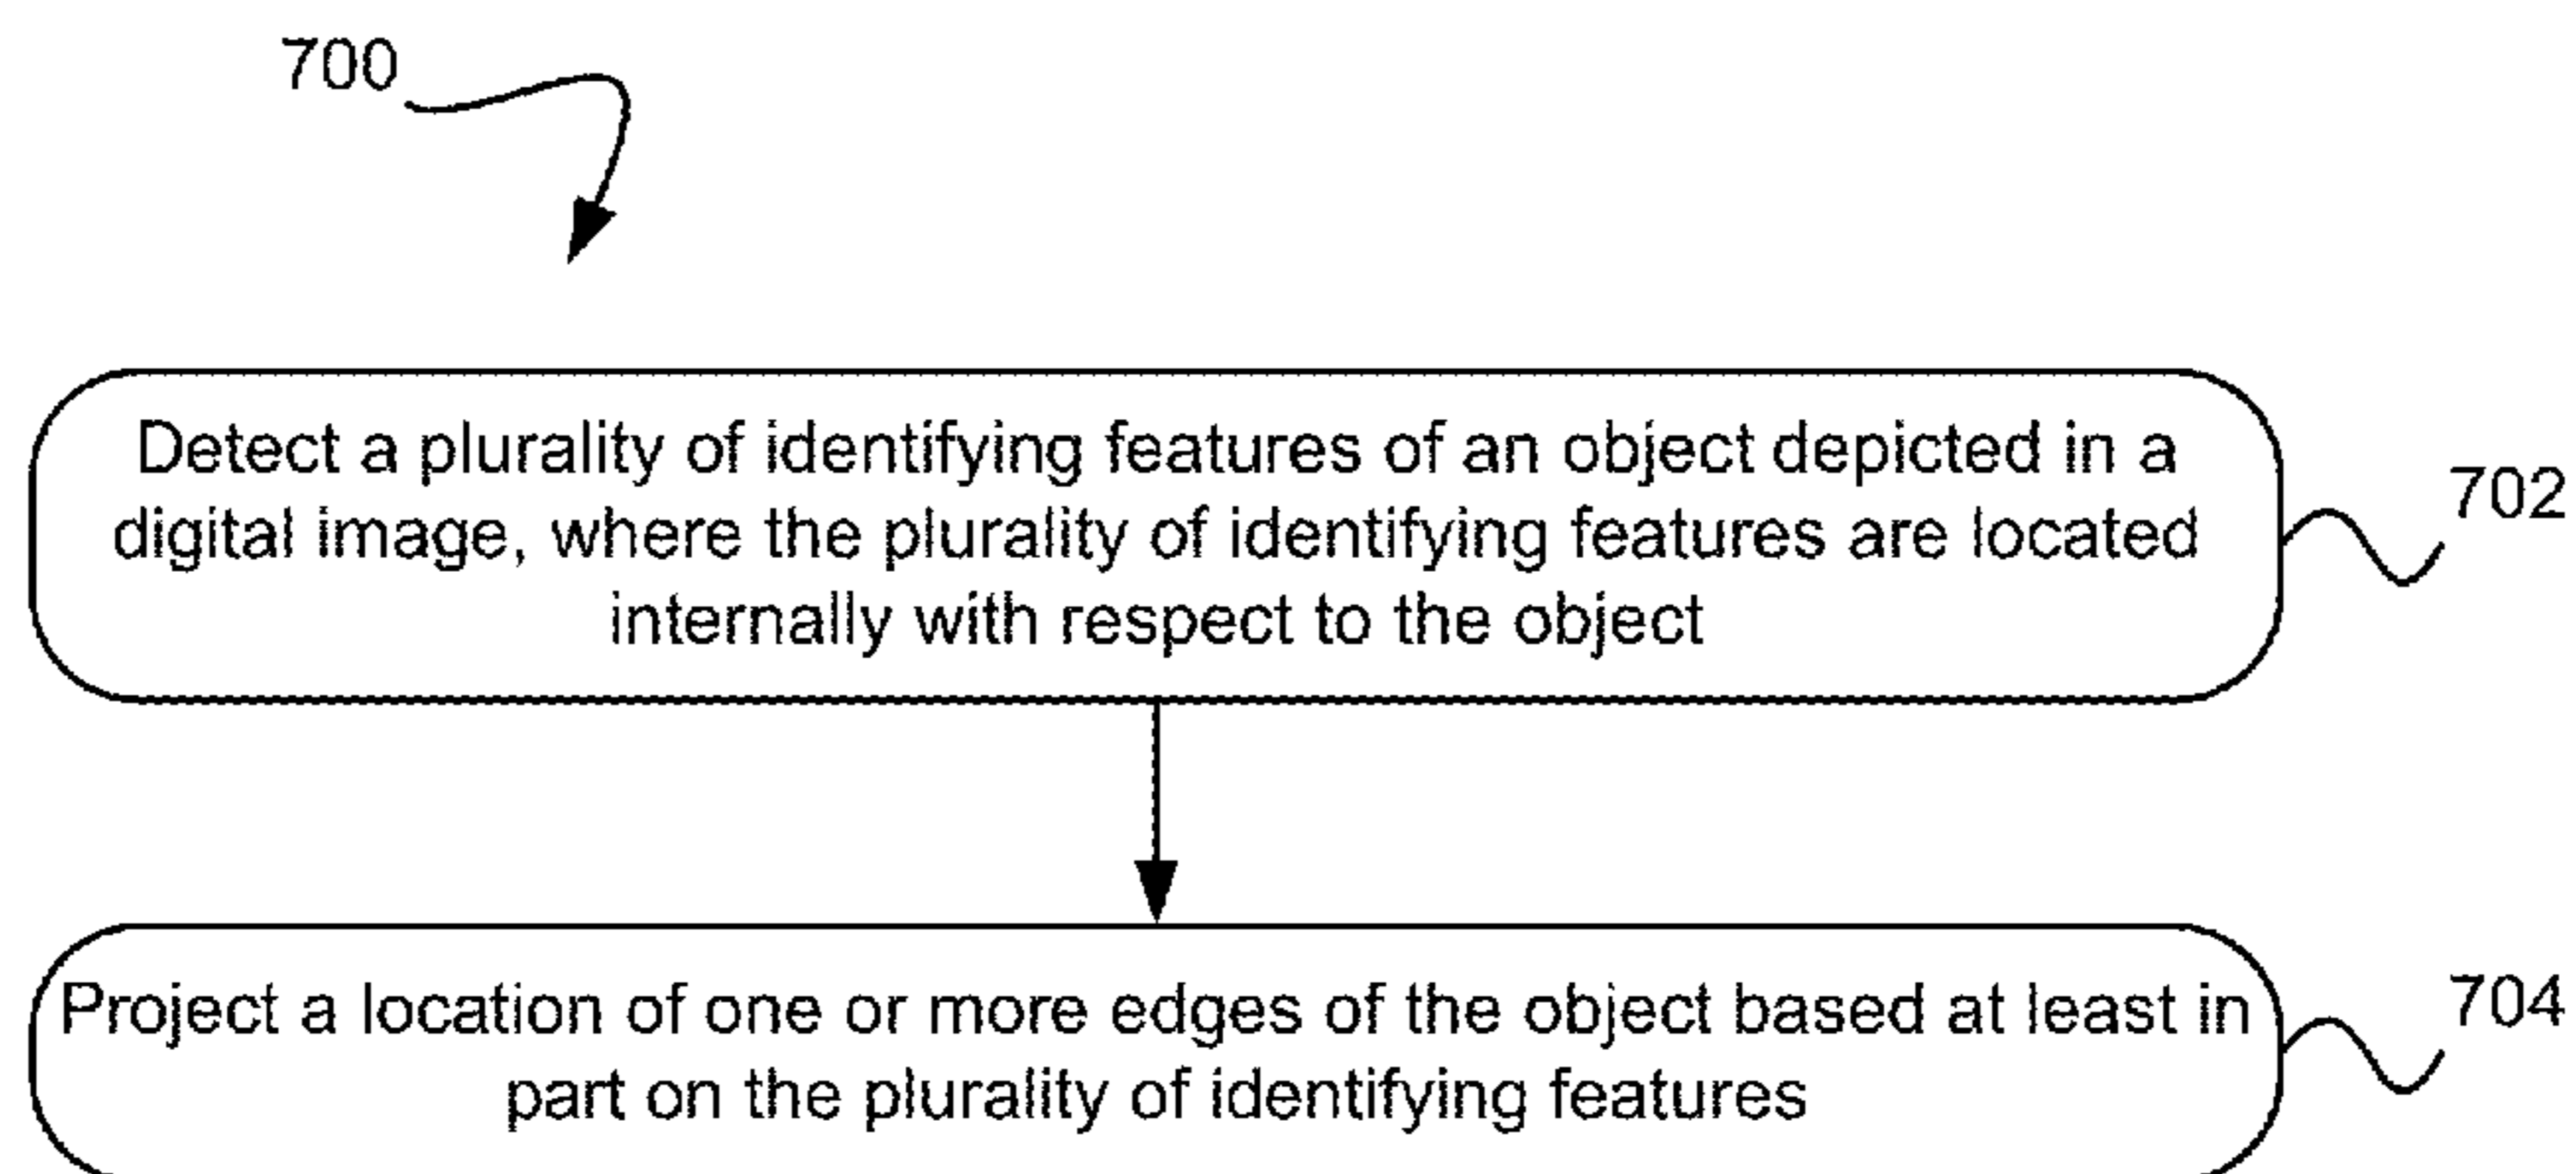 700
Detect a plurality of identifying features of an object depicted in a
digital image, where the plurality of identifying features are located
internally with respect to the object
702
Project a location of one or more edges of the object based at least in
part on the plurality of identifying features
704